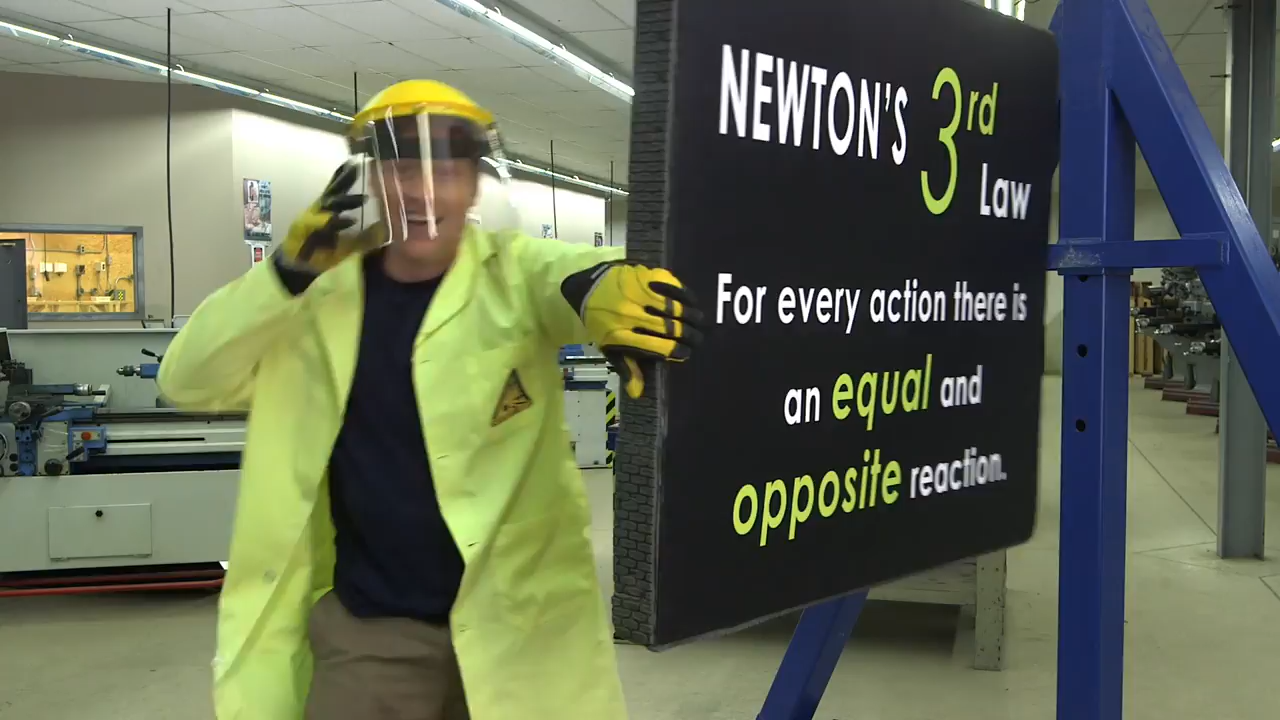 NEWTON'S 3rd
Law
For every action there is
an equal and
opposite reaction.